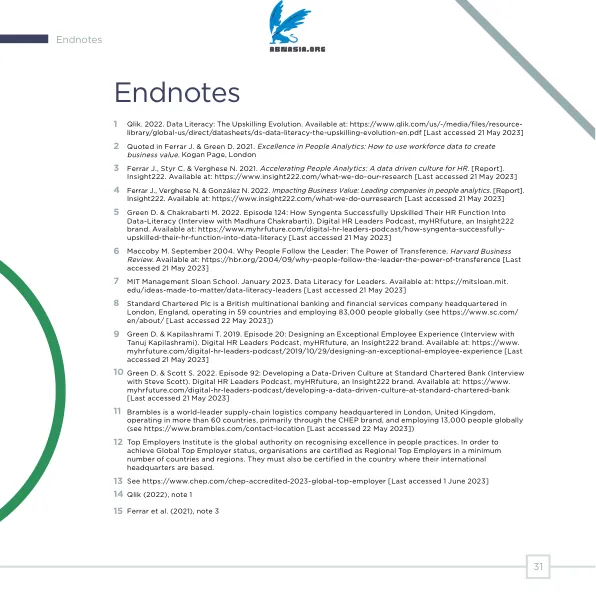 Endnotes
ABNASIA.ORG
Endnotes
1 Qlik. 2022. Data Literacy: The Upskilling Evolution. Available at: https://www.qlik.com/us/-/media/files/resource-
library/global-us/direct/datasheets/ds-data-literacy-the-upskilling-evolution-en.pdf [Last accessed 21 May 2023]
2 Quoted in Ferrar J. & Green D. 2021. Excellence in People Analytics: How to use workforce data to create
business value. Kogan Page, London
3 Ferrar J., Styr C. & Verghese N. 2021. Accelerating People Analytics: A data driven culture for HR. [Report].
Insight222. Available at: https://www.insight222.com/what-we-do-our-research [Last accessed 21 May 2023]
4 Ferrar J., Verghese N. & González N. 2022. Impacting Business Value: Leading companies in people analytics. [Report].
Insight222. Available at: https://www.insight222.com/what-we-do-ourresearch [Last accessed 21 May 2023]
5 Green D. & Chakrabarti M. 2022. Episode 124: How Syngenta Successfully Upskilled Their HR Function Into
Data-Literacy (Interview with Madhura Chakrabarti). Digital HR Leaders Podcast, myHRfuture, an Insight222
brand. Available at: https://www.myhrfuture.com/digital-hr-leaders-podcast/how-syngenta-successfully-
upskilled-their-hr-function-into-data-literacy [Last accessed 21 May 2023]
6 Maccoby M. September 2004. Why People Follow the Leader: The Power of Transference. Harvard Business
Review. Available at: https://hbr.org/2004/09/why-people-follow-the-leader-the-power-of-transference [Last
accessed 21 May 2023]
7 MIT Management Sloan School. January 2023. Data Literacy for Leaders. Available at: https://mitsloan.mit.
edu/ideas-made-to-matter/data-literacy-leaders [Last accessed 21 May 2023]
8 Standard Chartered Plc is a British multinational banking and financial services company headquartered in
London, England, operating in 59 countries and employing 83,000 people globally (see https://www.sc.com/
en/about/ [Last accessed 22 May 2023])
9 Green D. & Kapilashrami T. 2019. Episode 20: Designing an Exceptional Employee Experience (Interview with
Tanuj Kapilashrami). Digital HR Leaders Podcast, myHRfuture, an Insight222 brand. Available at: https://www.
myhrfuture.com/digital-hr-leaders-podcast/2019/10/29/designing-an-exceptional-employee-experience [Last
accessed 21 May 2023]
10 Green D. & Scott S. 2022. Episode 92: Developing a Data-Driven Culture at Standard Chartered Bank (Interview
with Steve Scott). Digital HR Leaders Podcast, myHRfuture, an Insight222 brand. Available at: https://www.
myhrfuture.com/digital-hr-leaders-podcast/developing-a-data-driven-culture-at-standard-chartered-bank
[Last accessed 21 May 2023]
11 Brambles is a world-leader supply-chain logistics company headquartered in London, United Kingdom,
operating in more than 60 countries, primarily through the CHEP brand, and employing 13,000 people globally
(see https://www.brambles.com/contact-location [Last accessed 22 May 2023])
12 Top Employers Institute is the global authority on recognising excellence in people practices. In order to
achieve Global Top Employer status, organisations are certified as Regional Top Employers in a minimum
number of countries and regions. They must also be certified in the country where their international
headquarters are based.
13 See https://www.chep.com/chep-accredited-2023-global-top-employer [Last accessed 1 June 2023]
14 Qlik (2022), note 1
15 Ferrar et al. (2021), note 3
31